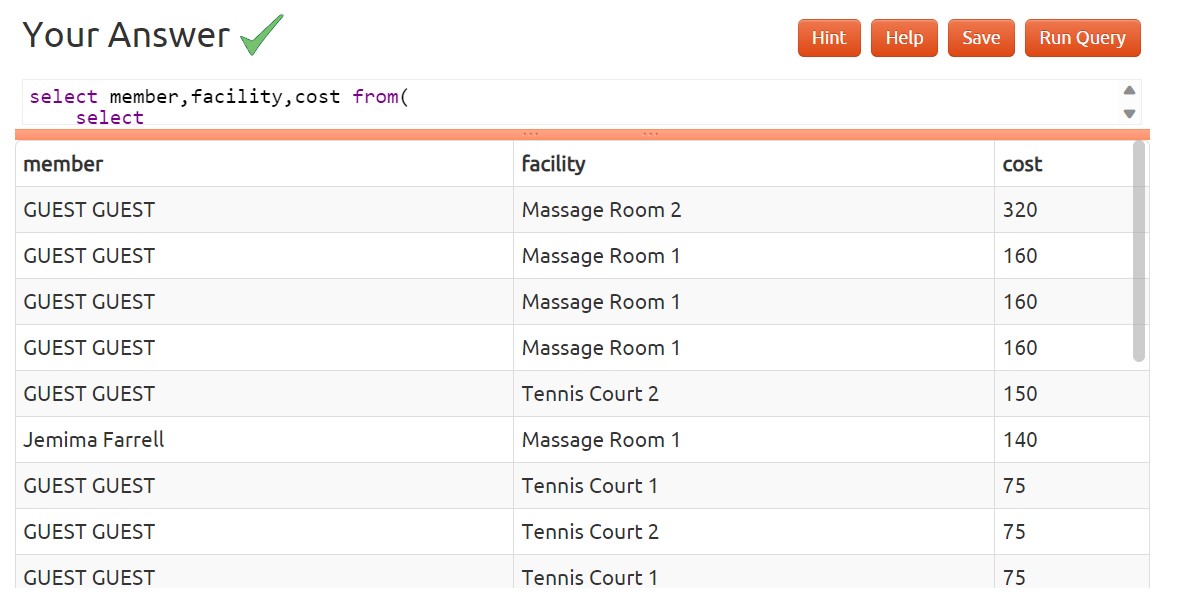 Your Answer
Hint Help Save Run Query
select member,facility,cost from(
select
member facility cost
GUEST GUEST Massage Room 2 320
GUEST GUEST Massage Room 1 160
GUEST GUEST Massage Room 1 160
GUEST GUEST Massage Room 1 160
GUEST GUEST Tennis Court 2 150
Jemima Farrell Massage Room 1 140
GUEST GUEST Tennis Court 1 75
GUEST GUEST Tennis Court 2 75
GUEST GUEST Tennis Court 1 75